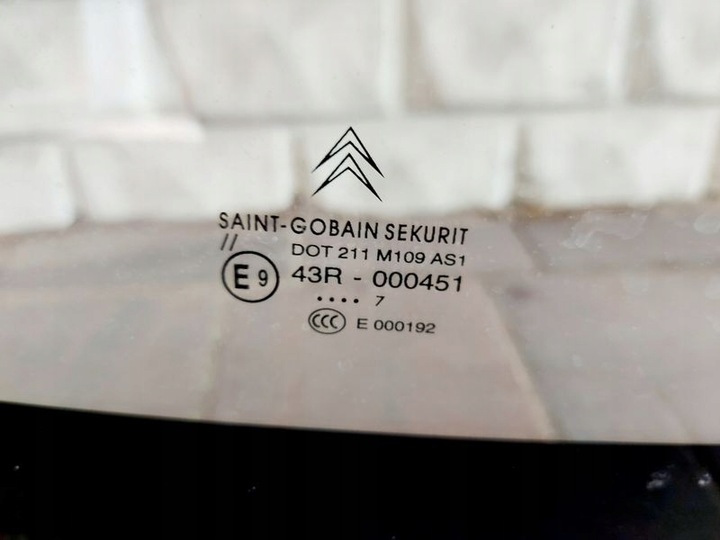 SAINT-GOBAIN SEKURIT
//
DOT 211 M109 AS1
E 9
43R - 000451
.... 7
CCC E 000192